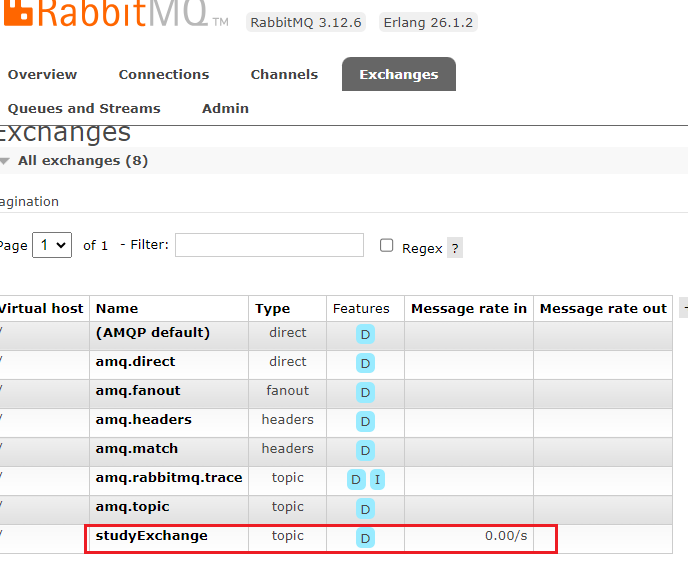 RabbitMQ TM RabbitMQ 3.12.6 Erlang 26.1.2
Overview Connections Channels Exchanges
Queues and Streams Admin
Exchanges
All exchanges (8)
agination
Page 1 of 1 - Filter: Regex ?
Virtual host Name Type Features Message rate in Message rate out
/ (AMQP default) direct D
/ amq.direct direct D
/ amq.fanout fanout D
/ amq.headers headers D
/ amq.match headers D
/ amq.rabbitmq.trace topic D I
/ amq.topic topic D
/ studyExchange topic D 0.00/s